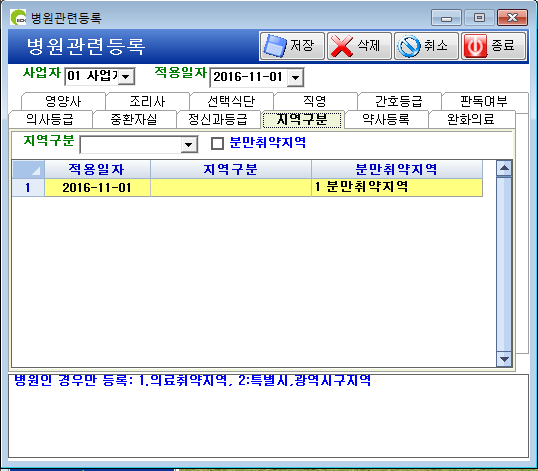 병원관련등록
병원관련등록 저장 삭제 취소 종료
사업자 01 적용일자 2016-11-01
영양사 조리사 선택식단 직영 간호등급 판독여부
의사등급 중환자실 정신과등급 지역구분 약사등록 완화의료
지역구분 분만취약지역
적용일자 지역구분 분만취약지역
1 2016-11-01 1 분만취약지역
병원인 경우만 등록: 1.의료취약지역, 2:특별시,광역시구지역